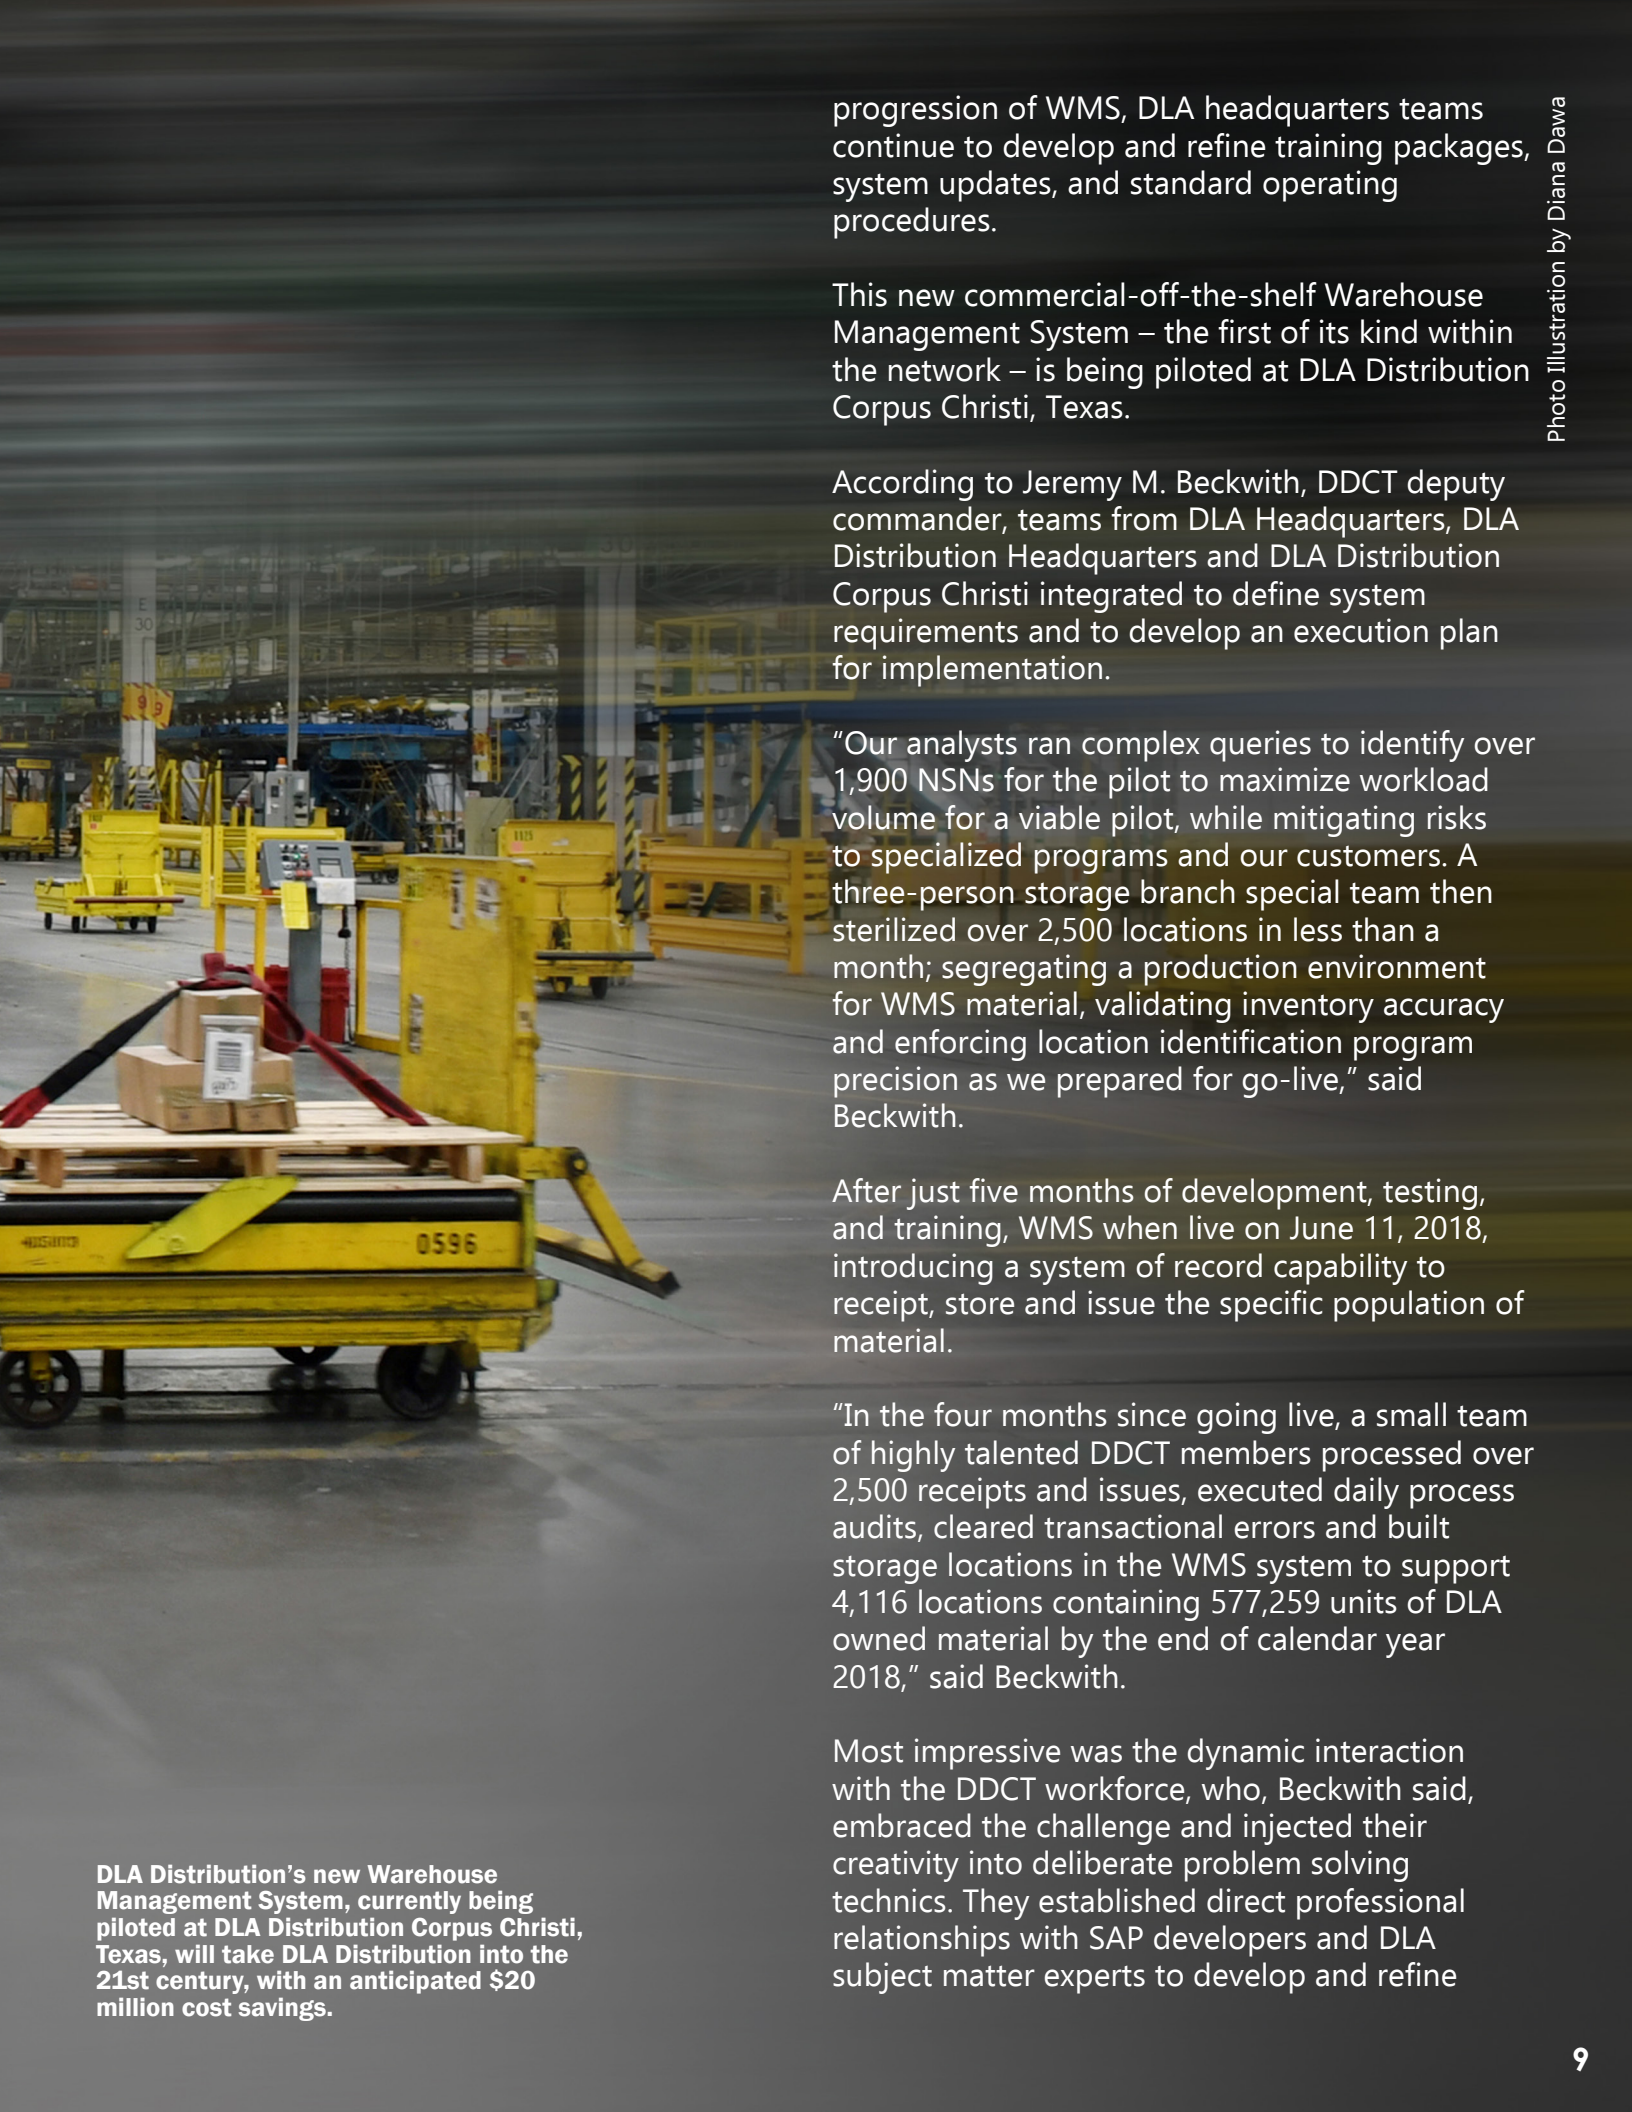 progression of WMS, DLA headquarters teams
continue to develop and refine training packages,
system updates, and standard operating
procedures.
This new commercial-off-the-shelf Warehouse
Management System – the first of its kind within
the network – is being piloted at DLA Distribution
Corpus Christi, Texas.
According to Jeremy M. Beckwith, DDCT deputy
commander, teams from DLA Headquarters, DLA
Distribution Headquarters and DLA Distribution
Corpus Christi integrated to define system
requirements and to develop an execution plan
for implementation.
“Our analysts ran complex queries to identify over
1,900 NSNs for the pilot to maximize workload
volume for a viable pilot, while mitigating risks
to specialized programs and our customers. A
three-person storage branch special team then
sterilized over 2,500 locations in less than a
month; segregating a production environment
for WMS material, validating inventory accuracy
and enforcing location identification program
precision as we prepared for go-live,” said
Beckwith.
After just five months of development, testing,
and training, WMS when live on June 11, 2018,
introducing a system of record capability to
receipt, store and issue the specific population of
material.
“In the four months since going live, a small team
of highly talented DDCT members processed over
2,500 receipts and issues, executed daily process
audits, cleared transactional errors and built
storage locations in the WMS system to support
4,116 locations containing 577,259 units of DLA
owned material by the end of calendar year
2018,” said Beckwith.
Most impressive was the dynamic interaction
with the DDCT workforce, who, Beckwith said,
embraced the challenge and injected their
creativity into deliberate problem solving
technics. They established direct professional
relationships with SAP developers and DLA
subject matter experts to develop and refine
Photo Illustration by Diana Dawa
E
30
9
9
0596
DLA Distribution’s new Warehouse
Management System, currently being
piloted at DLA Distribution Corpus Christi,
Texas, will take DLA Distribution into the
21st century, with an anticipated $20
million cost savings.
9